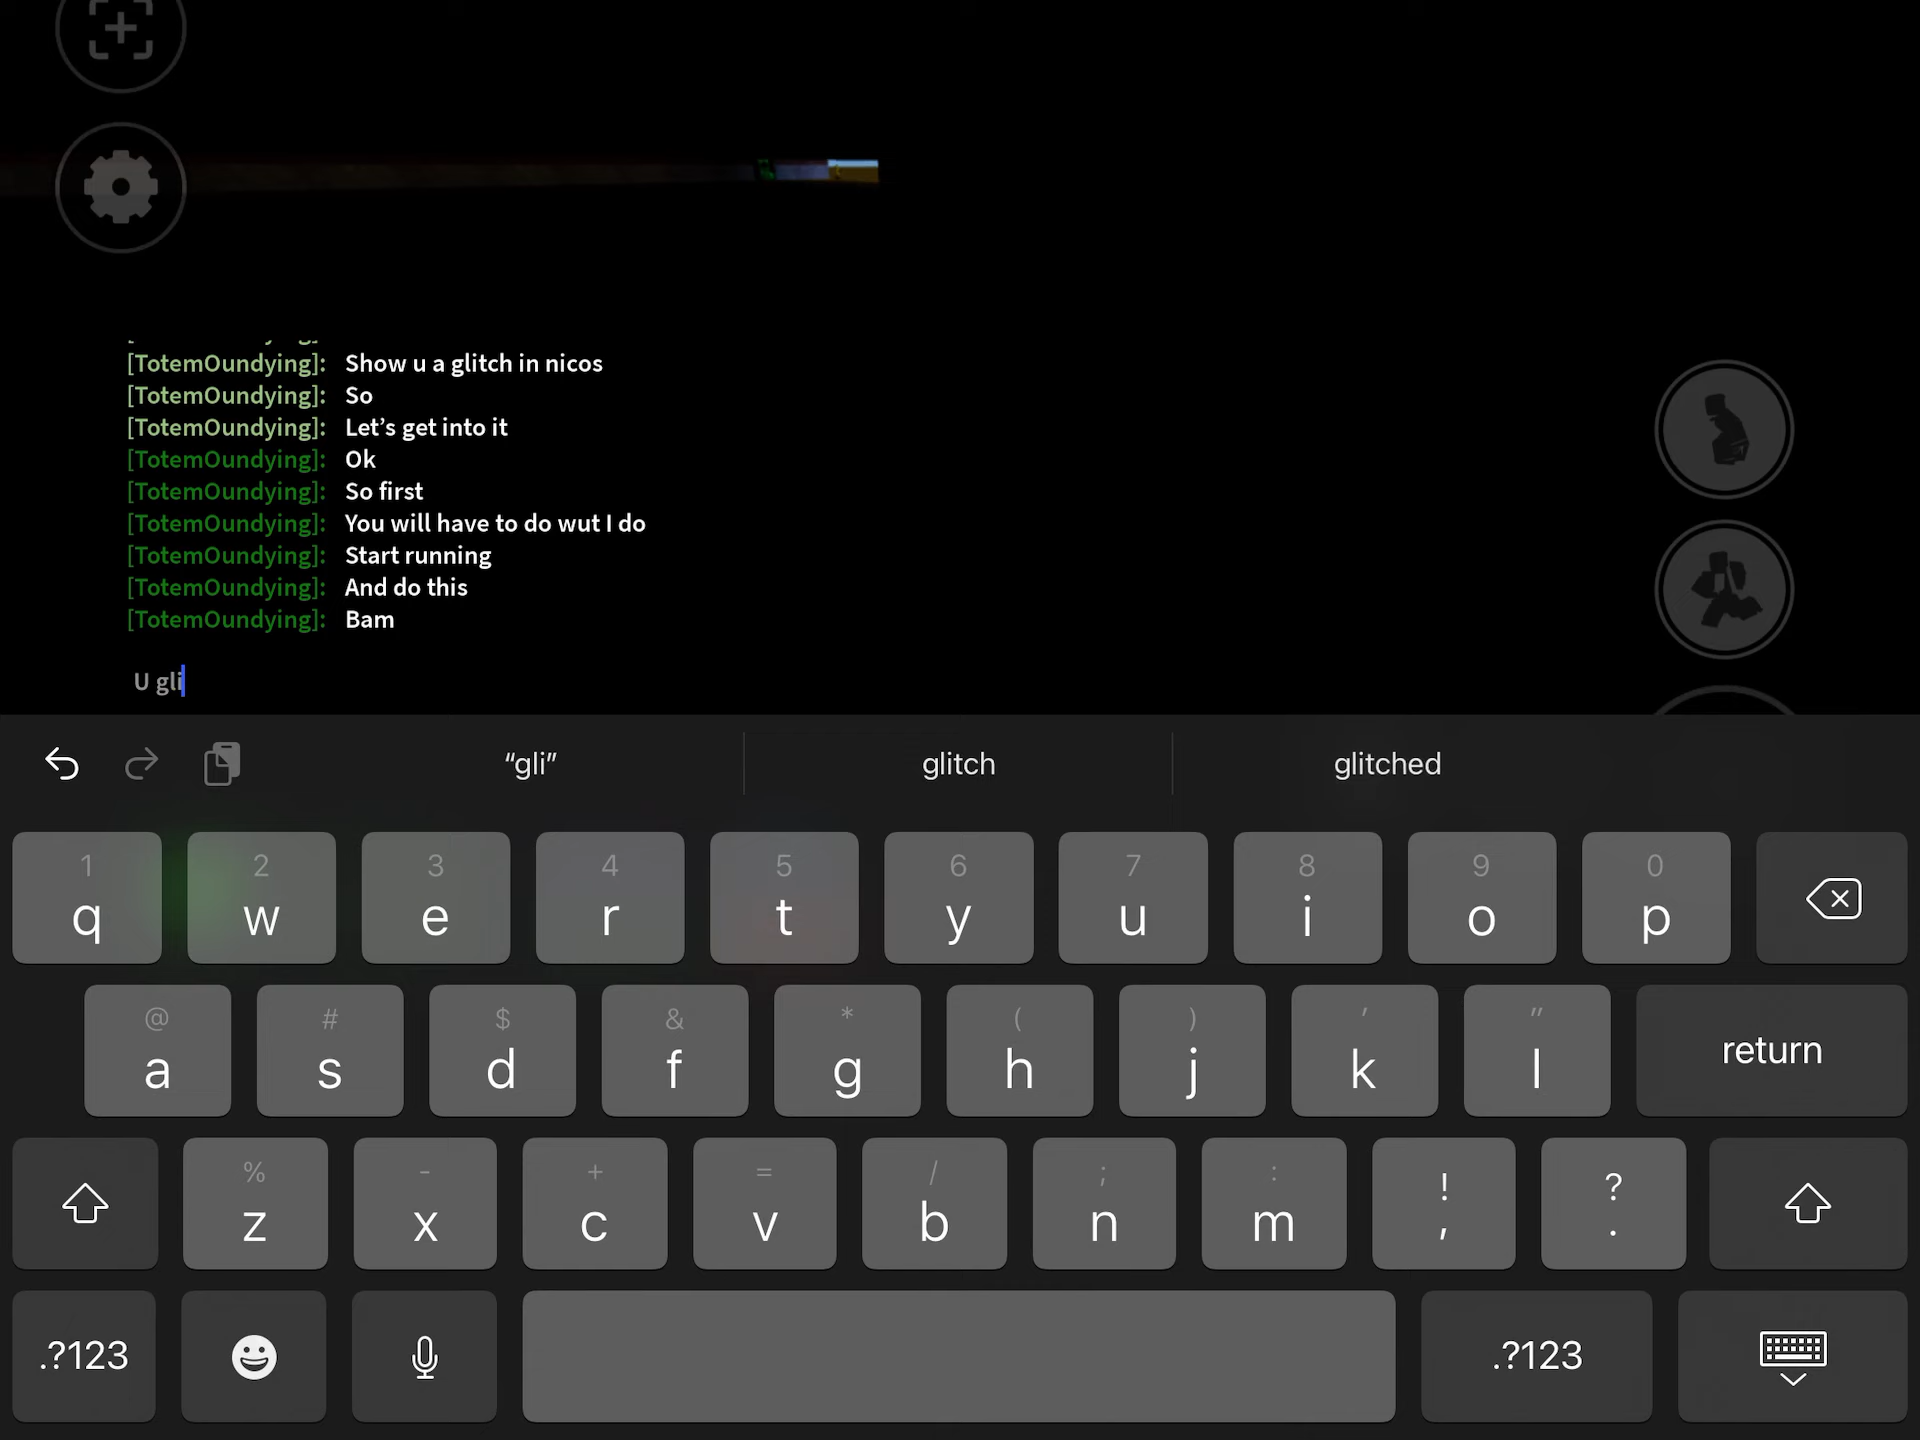 [TotemOundying]: Show u a glitch in nicos
[TotemOundying]: So
[TotemOundying]: Let’s get into it
[TotemOundying]: Ok
[TotemOundying]: So first
[TotemOundying]: You will have to do wut I do
[TotemOundying]: Start running
[TotemOundying]: And do this
[TotemOundying]: Bam
U gli
“gli” glitch glitched
1 2 3 4 5 6 7 8 9 0
q w e r t y u i o p
@ # $ & * ( ) ' "
a s d f g h j k l return
% - + = / ; : ! ?
z x c v b n m , .
.?123 .?123